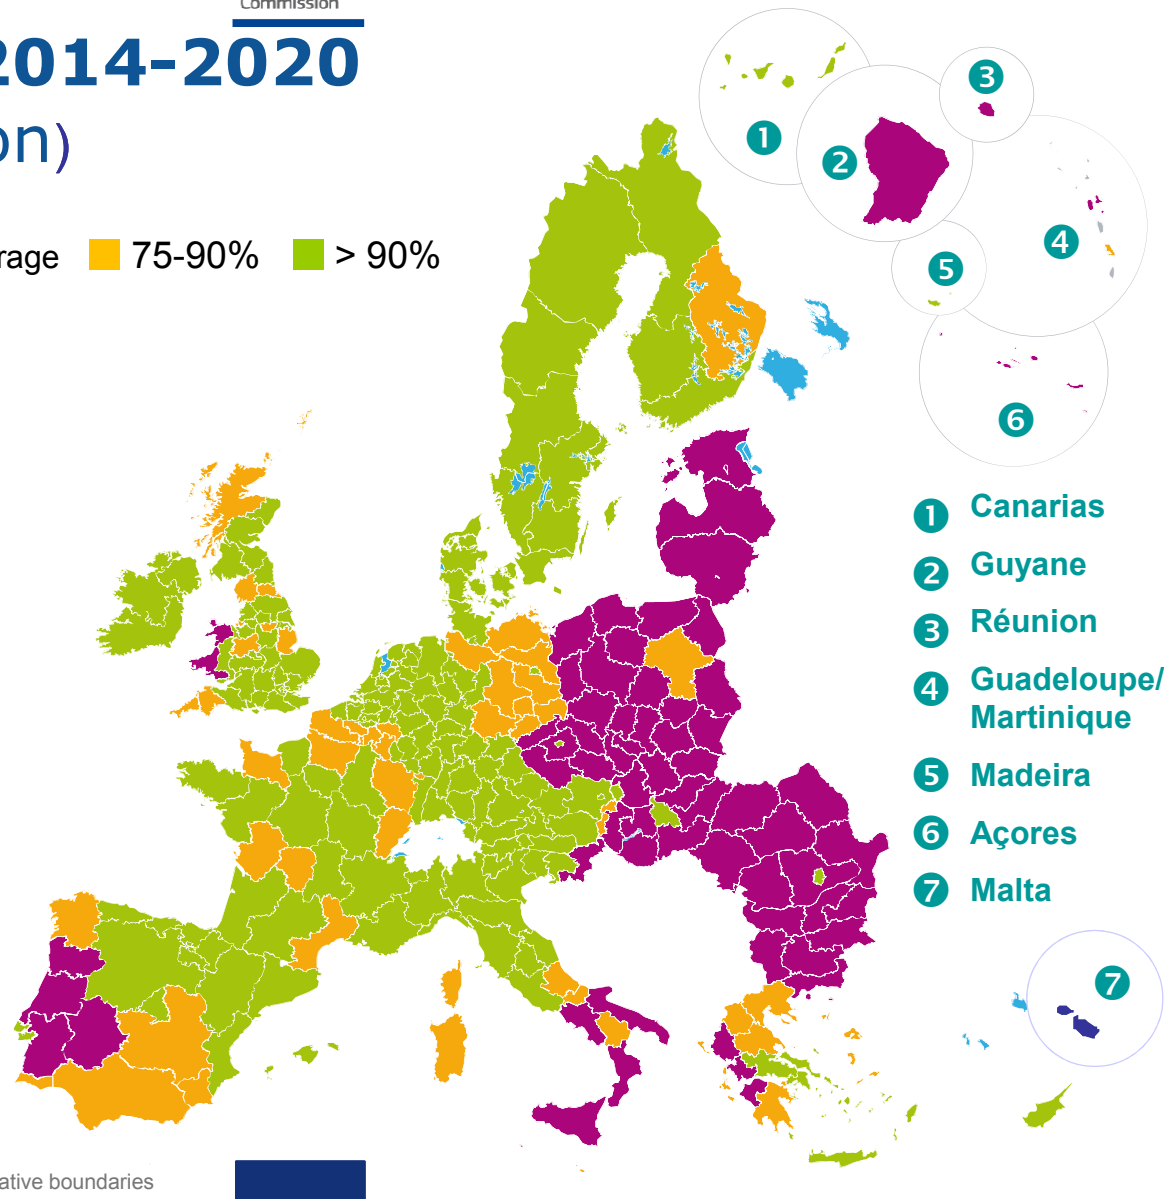 Commission
2014-2020
on)
rage 75-90% > 90%
1
2
3
4
5
6
1 Canarias
2 Guyane
3 Réunion
4 Guadeloupe/
Martinique
5 Madeira
6 Açores
7 Malta
7
ative boundaries